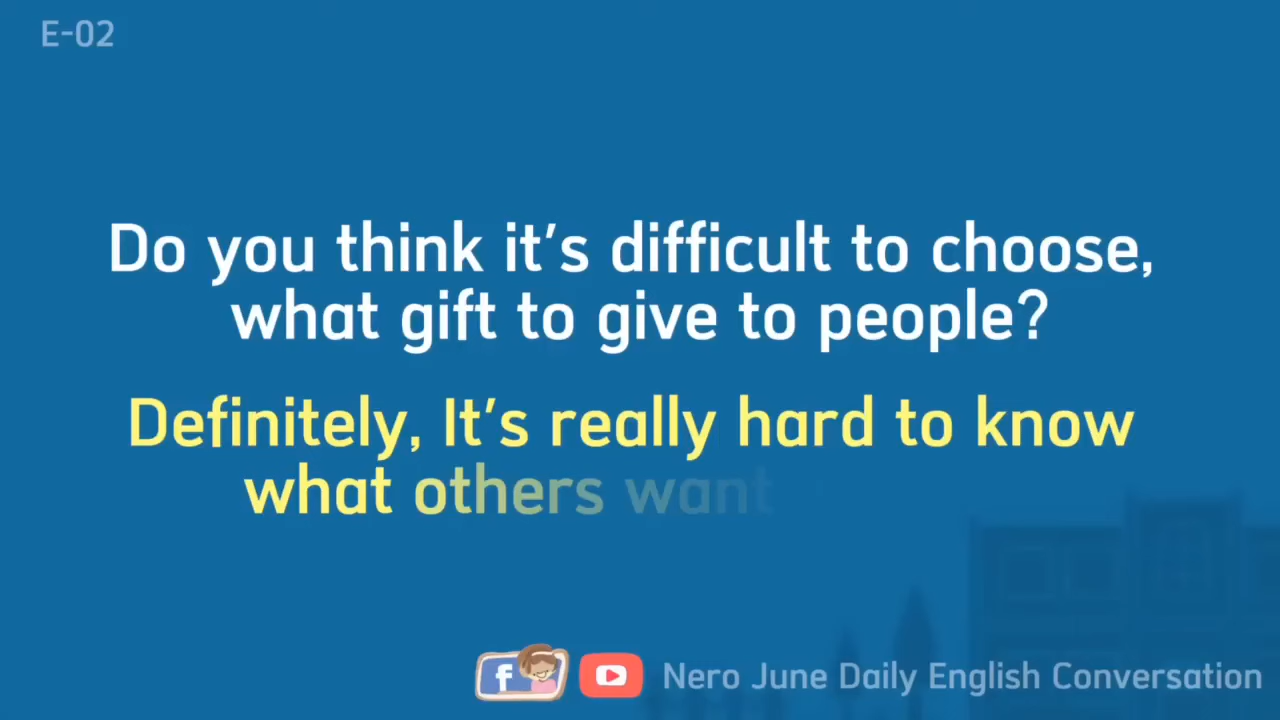 E-02
Do you think it's difficult to choose,
what gift to give to people?
Definitely, It's really hard to know
what others want
Nero June Daily English Conversation